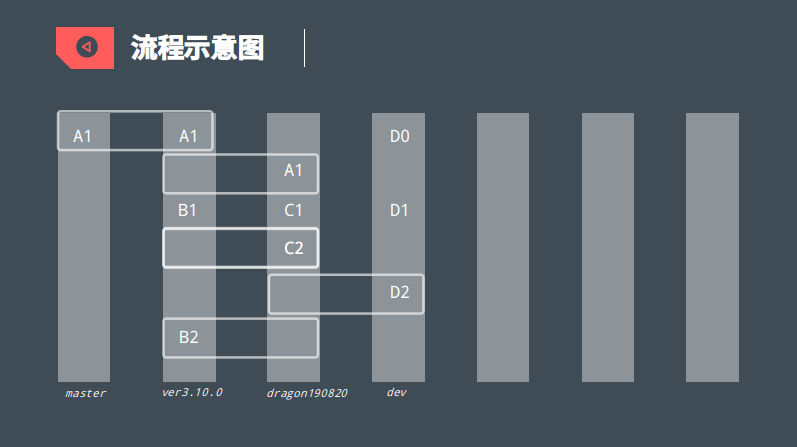 流程示意图
A1 A1 D0
A1
B1 C1 D1
C2
D2
B2
master ver3.10.0 dragon190820 dev